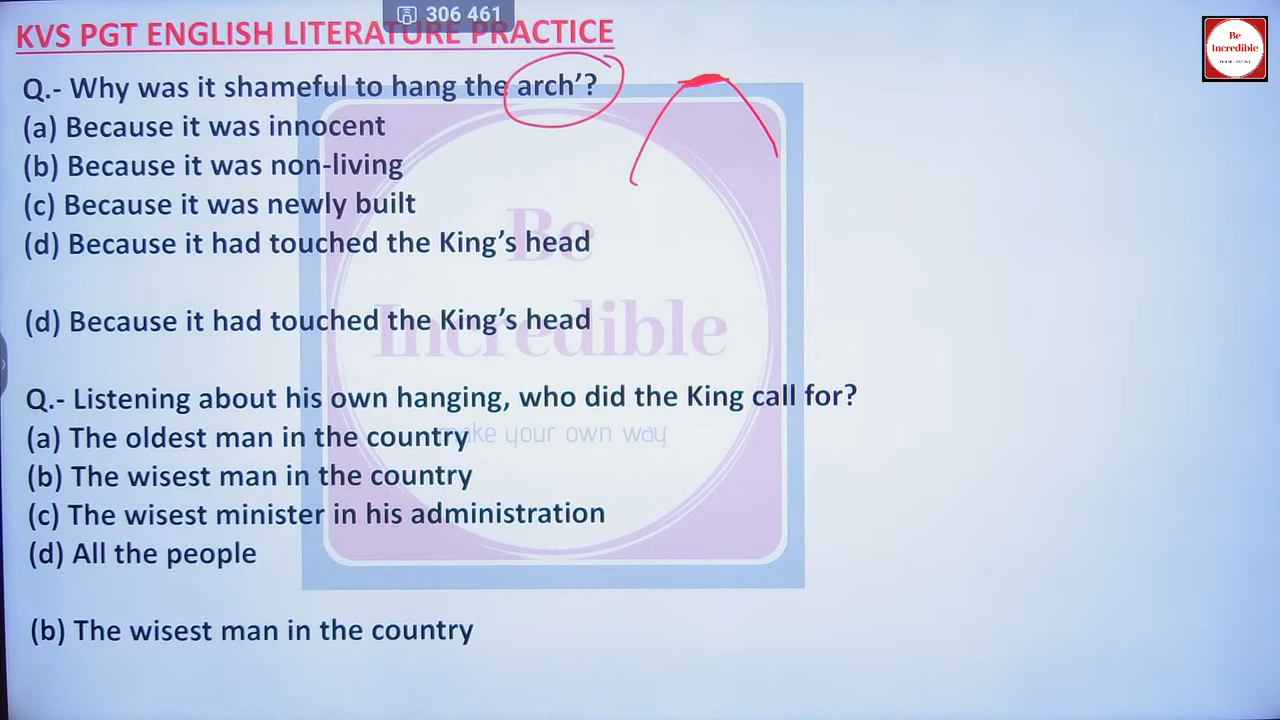 306 461
KVS PGT ENGLISH LITERATURE PRACTICE
Be
Incredible
Q.- Why was it shameful to hang the arch’?
(a) Because it was innocent
(b) Because it was non-living
(c) Because it was newly built
(d) Because it had touched the King’s head
Be
(d) Because it had touched the King’s head
Incredible
Q.- Listening about his own hanging, who did the King call for?
(a) The oldest man in the country
make your own way
(b) The wisest man in the country
(c) The wisest minister in his administration
(d) All the people
(b) The wisest man in the country